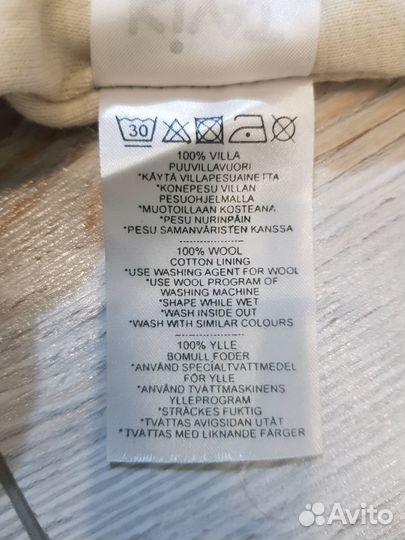 30
100% VILLA
PUUVILLAVUORI
*KÄYTÄ VILLAPESUAINETTA
*KONEPESU VILLAN
PESUOHJELMALLA
*MUOTOILLAAN KOSTEANA
*PESU NURINPÄIN
*PESU SAMANVÄRISTEN KANSSA
100% WOOL
COTTON LINING
*USE WASHING AGENT FOR WOOL
*USE WOOL PROGRAM OF
WASHING MACHINE
*SHAPE WHILE WET
*WASH INSIDE OUT
*WASH WITH SIMILAR COLOURS
100% YLLE
BOMULL FODER
*ANVÄND SPECIALTVÄTTMEDEL
FÖR YLLE
*ANVÄND TVÄTTMASKINENS
YLLEPROGRAM
*STRÄCKES FUKTIG
*TVÄTTAS AVIGSIDAN UTÅT
*TVÄTTAS MED LIKNANDE FÄRGER
Avito